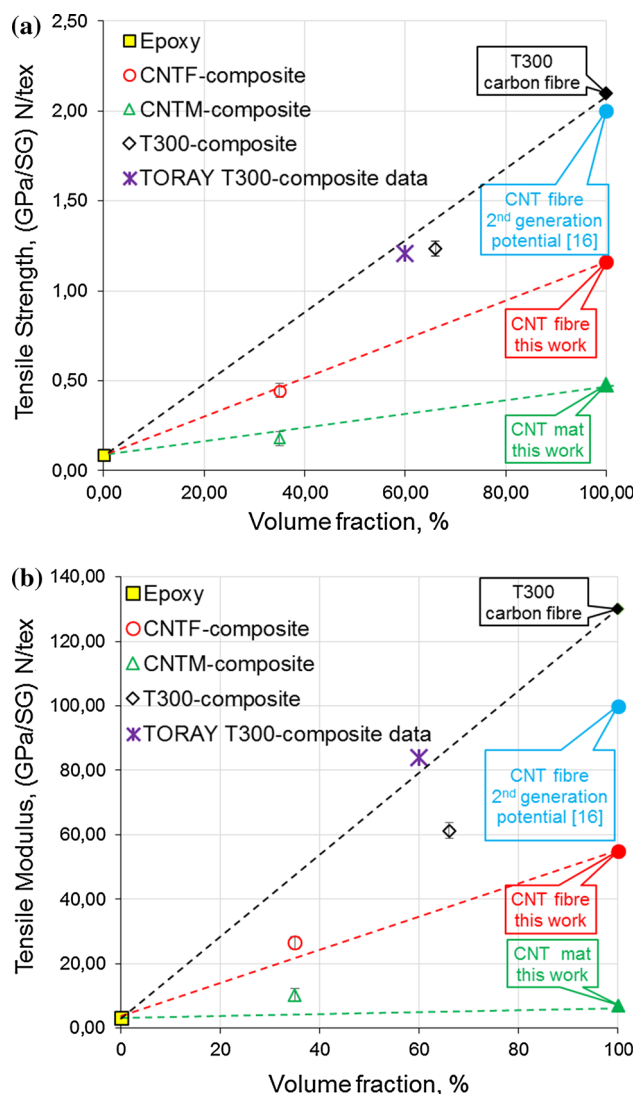 (a)
2,50
2,00
1,50
1,00
0,50
0,00
Tensile Strength, (GPa/SG) N/tex
Epoxy
CNTF-composite
CNTM-composite
T300-composite
TORAY T300-composite data
T300
carbon fibre
CNT fibre
2nd generation
potential [16]
CNT fibre
this work
CNT mat
this work
0,00 20,00 40,00 60,00 80,00 100,00
Volume fraction, %
(b)
140,00
120,00
100,00
80,00
60,00
40,00
20,00
0,00
Tensile Modulus, (GPa/SG) N/tex
Epoxy
CNTF-composite
CNTM-composite
T300-composite
TORAY T300-composite data
T300
carbon fibre
CNT fibre
2nd generation
potential [16]
CNT fibre
this work
CNT mat
this work
0 20 40 60 80 100
Volume fraction, %